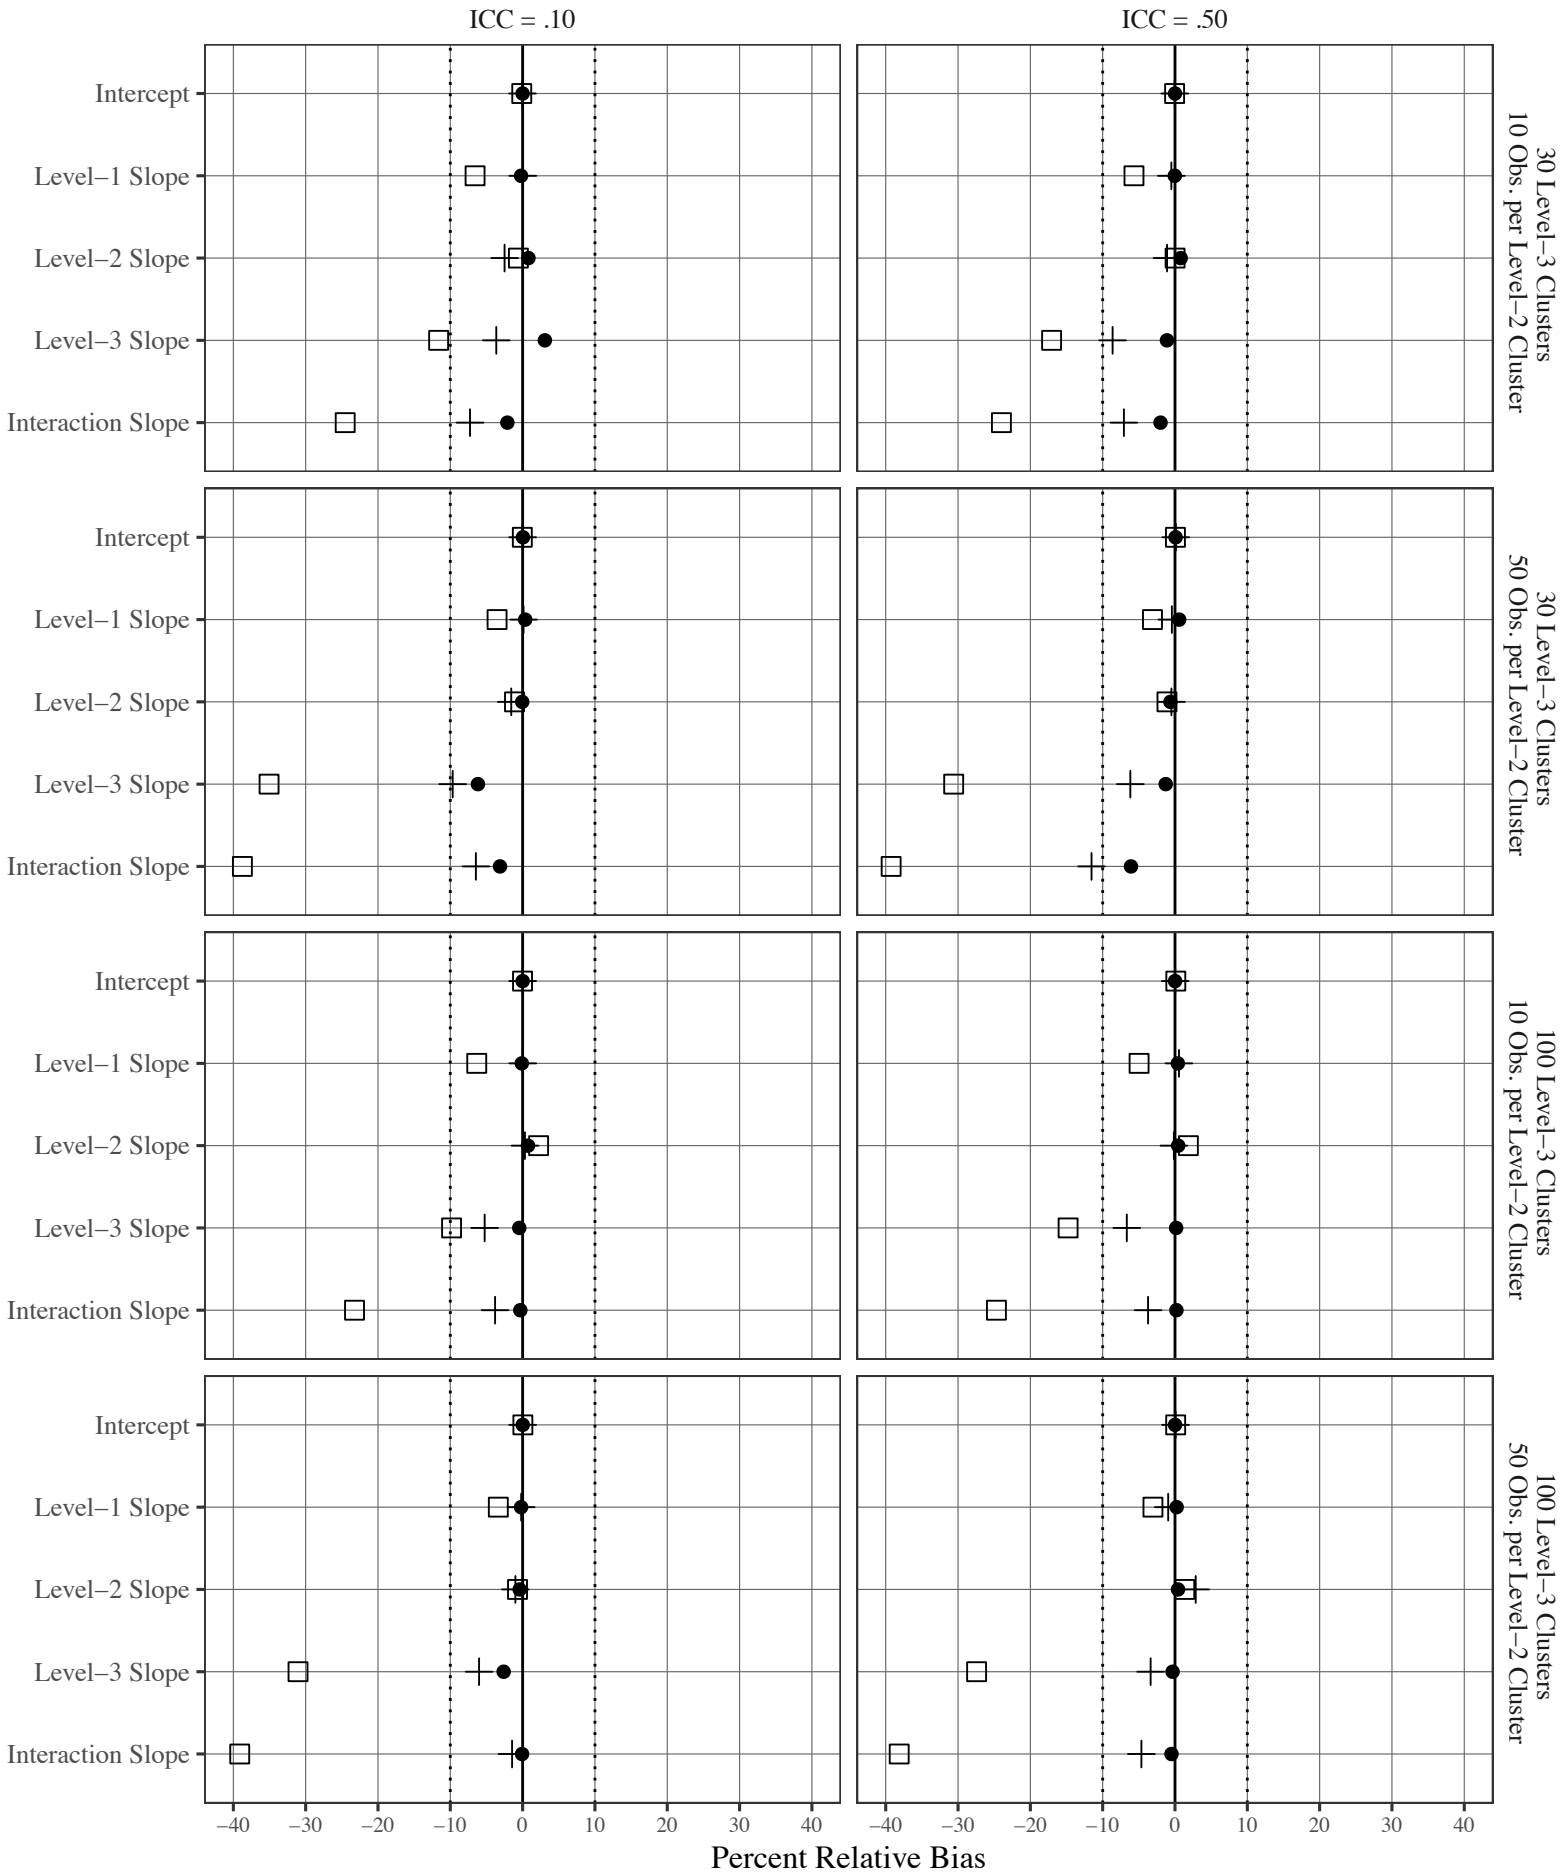 ICC = .10
ICC = .50
Intercept
Level−1 Slope
Level−2 Slope
Level−3 Slope
Interaction Slope
30 Level−3 Clusters
10 Obs. per Level−2 Cluster
Intercept
Level−1 Slope
Level−2 Slope
Level−3 Slope
Interaction Slope
30 Level−3 Clusters
50 Obs. per Level−2 Cluster
Intercept
Level−1 Slope
Level−2 Slope
Level−3 Slope
Interaction Slope
100 Level−3 Clusters
10 Obs. per Level−2 Cluster
Intercept
Level−1 Slope
Level−2 Slope
Level−3 Slope
Interaction Slope
100 Level−3 Clusters
50 Obs. per Level−2 Cluster
−40 −30 −20 −10 0 10 20 30 40
−40 −30 −20 −10 0 10 20 30 40
Percent Relative Bias